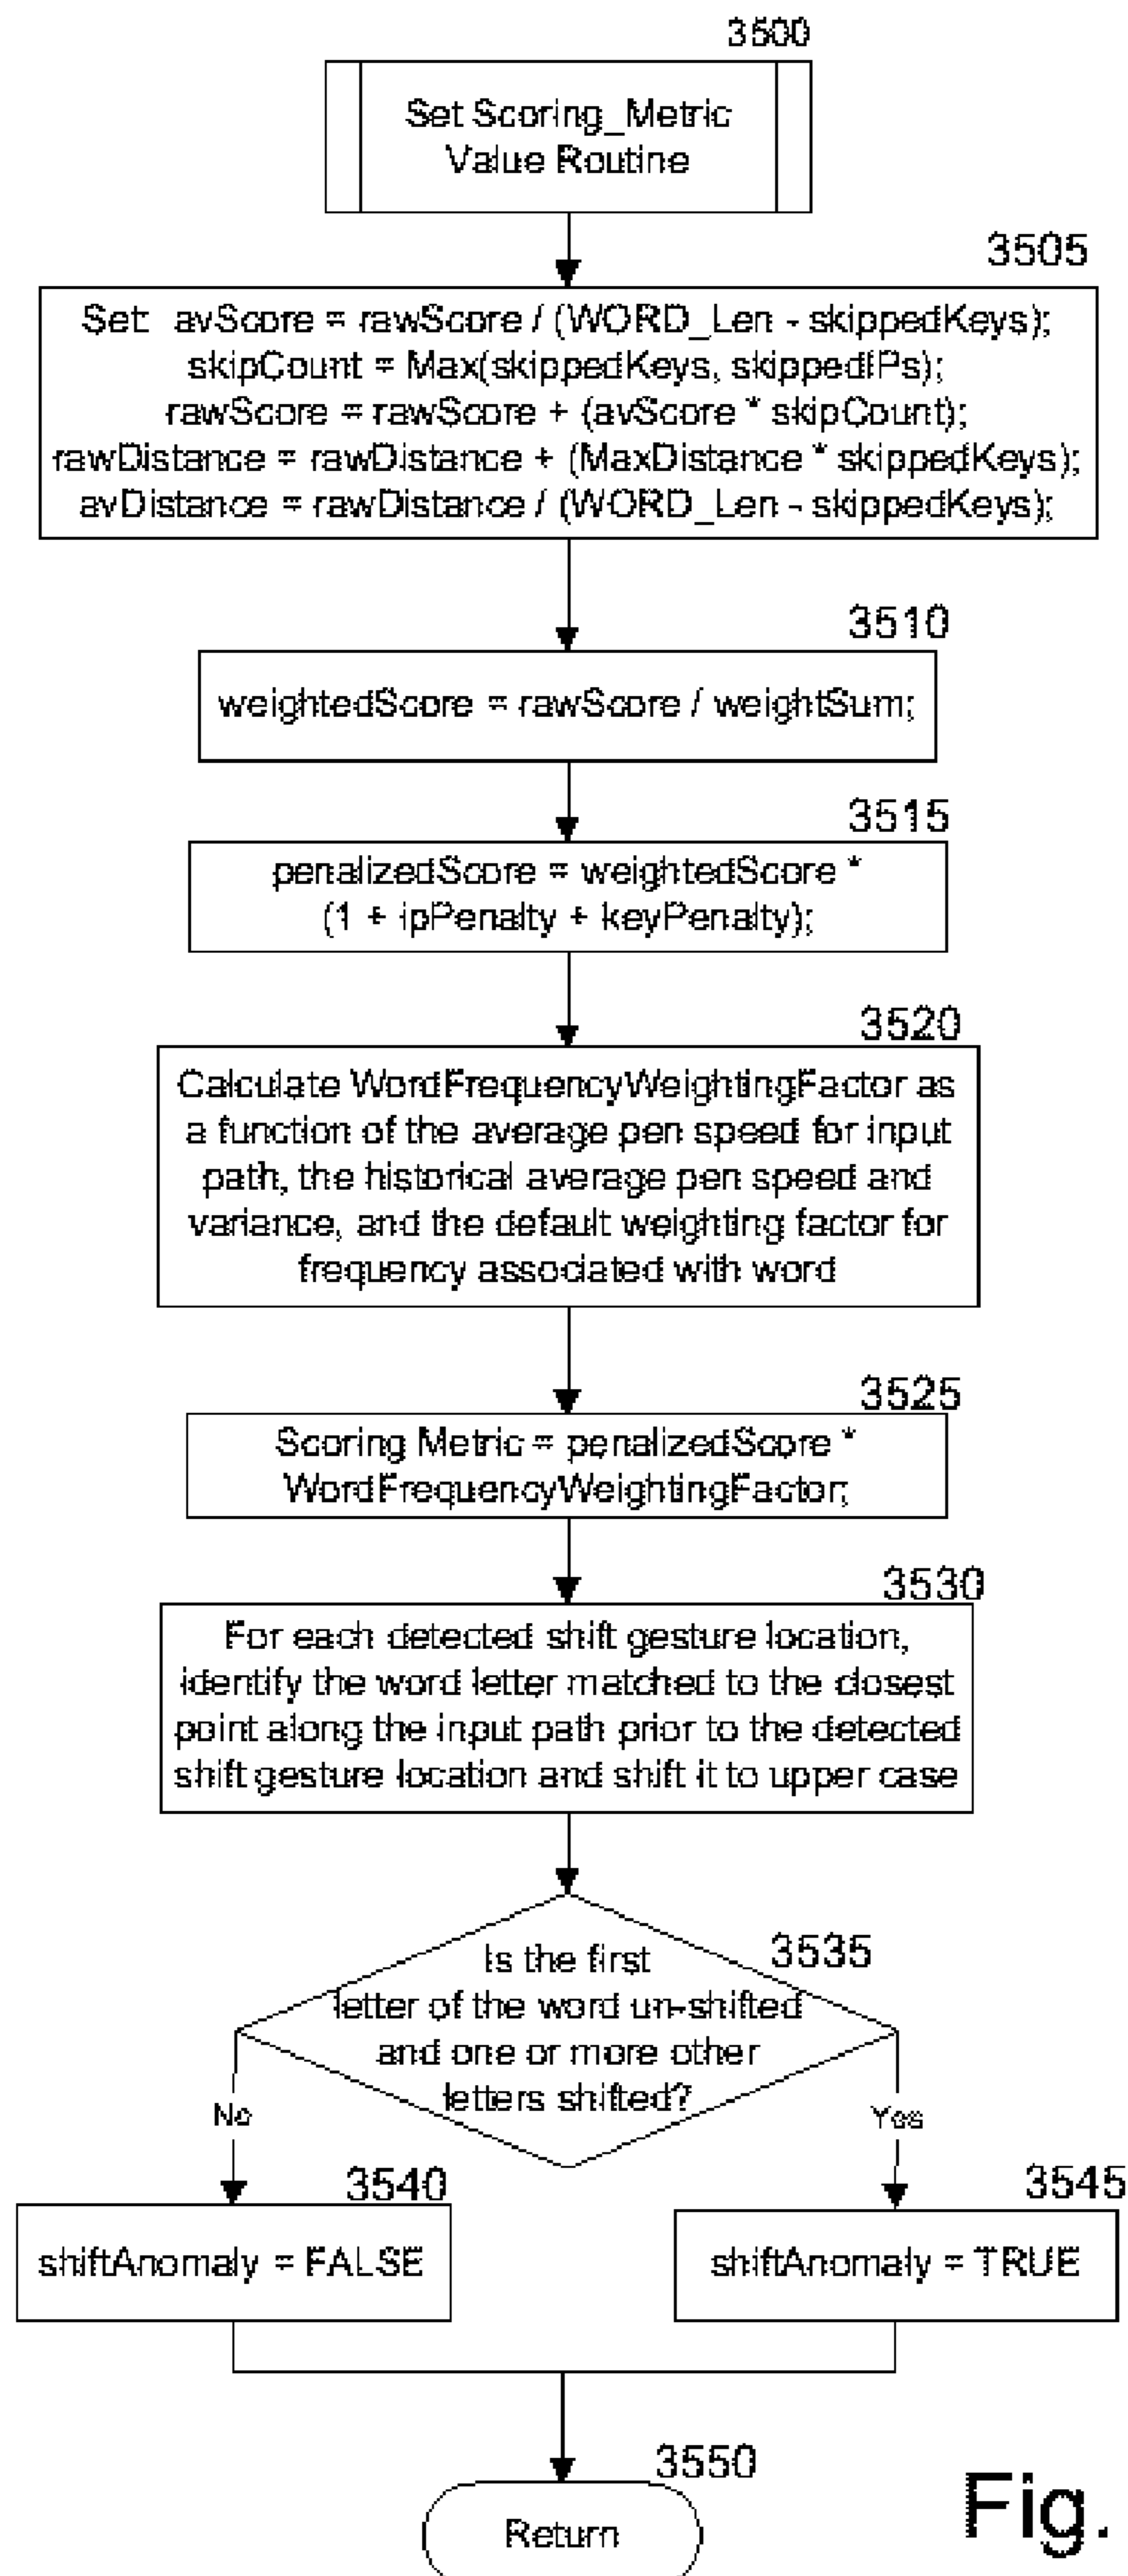 3500
Set Scoring_Metric
Value Routine
3505
Set: avScore = rawScore / (WORD_Len - skippedKeys);
skipCount = Max(skippedKeys, skippedIPs);
rawScore = rawScore + (avScore * skipCount);
rawDistance = rawDistance + (MaxDistance * skippedKeys);
avDistance = rawDistance / (WORD_Len - skippedKeys);
3510
weightedScore = rawScore / weightSum;
3515
penalizedScore = weightedScore *
(1 + ipPenalty + keyPenalty);
3520
Calculate WordFrequencyWeightingFactor as
a function of the average pen speed for input
path, the historical average pen speed and
variance, and the default weighting factor for
frequency associated with word
3525
Scoring Metric = penalizedScore *
WordFrequencyWeightingFactor;
3530
For each detected shift gesture location,
identify the word letter matched to the closest
point along the input path prior to the detected
shift gesture location and shift it to upper case
3535
Is the first
letter of the word un-shifted
and one or more other
letters shifted?
No
Yes
3540
shiftAnomaly = FALSE
3545
shiftAnomaly = TRUE
3550
Return
Fig.